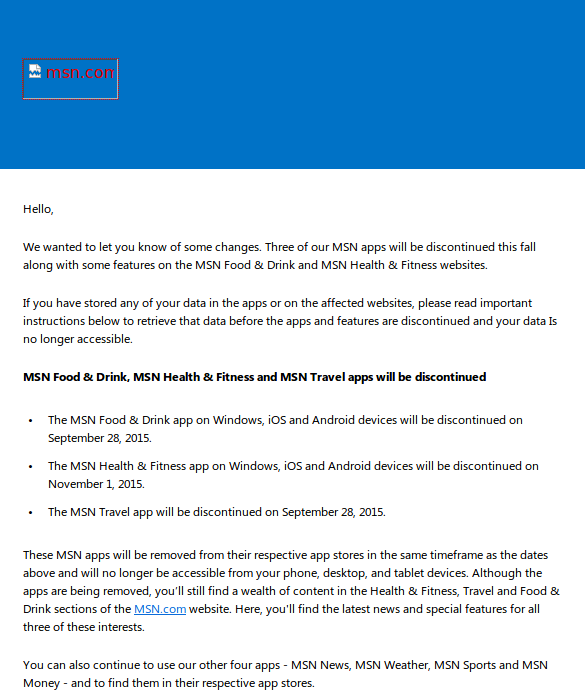 msn.com
Hello,
We wanted to let you know of some changes. Three of our MSN apps will be discontinued this fall
along with some features on the MSN Food & Drink and MSN Health & Fitness websites.
If you have stored any of your data in the apps or on the affected websites, please read important
instructions below to retrieve that data before the apps and features are discontinued and your data Is
no longer accessible.
MSN Food & Drink, MSN Health & Fitness and MSN Travel apps will be discontinued
• The MSN Food & Drink app on Windows, iOS and Android devices will be discontinued on
September 28, 2015.
• The MSN Health & Fitness app on Windows, iOS and Android devices will be discontinued on
November 1, 2015.
• The MSN Travel app will be discontinued on September 28, 2015.
These MSN apps will be removed from their respective app stores in the same timeframe as the dates
above and will no longer be accessible from your phone, desktop, and tablet devices. Although the
apps are being removed, you'll still find a wealth of content in the Health & Fitness, Travel and Food &
Drink sections of the MSN.com website. Here, you'll find the latest news and special features for all
three of these interests.
You can also continue to use our other four apps - MSN News, MSN Weather, MSN Sports and MSN
Money - and to find them in their respective app stores.